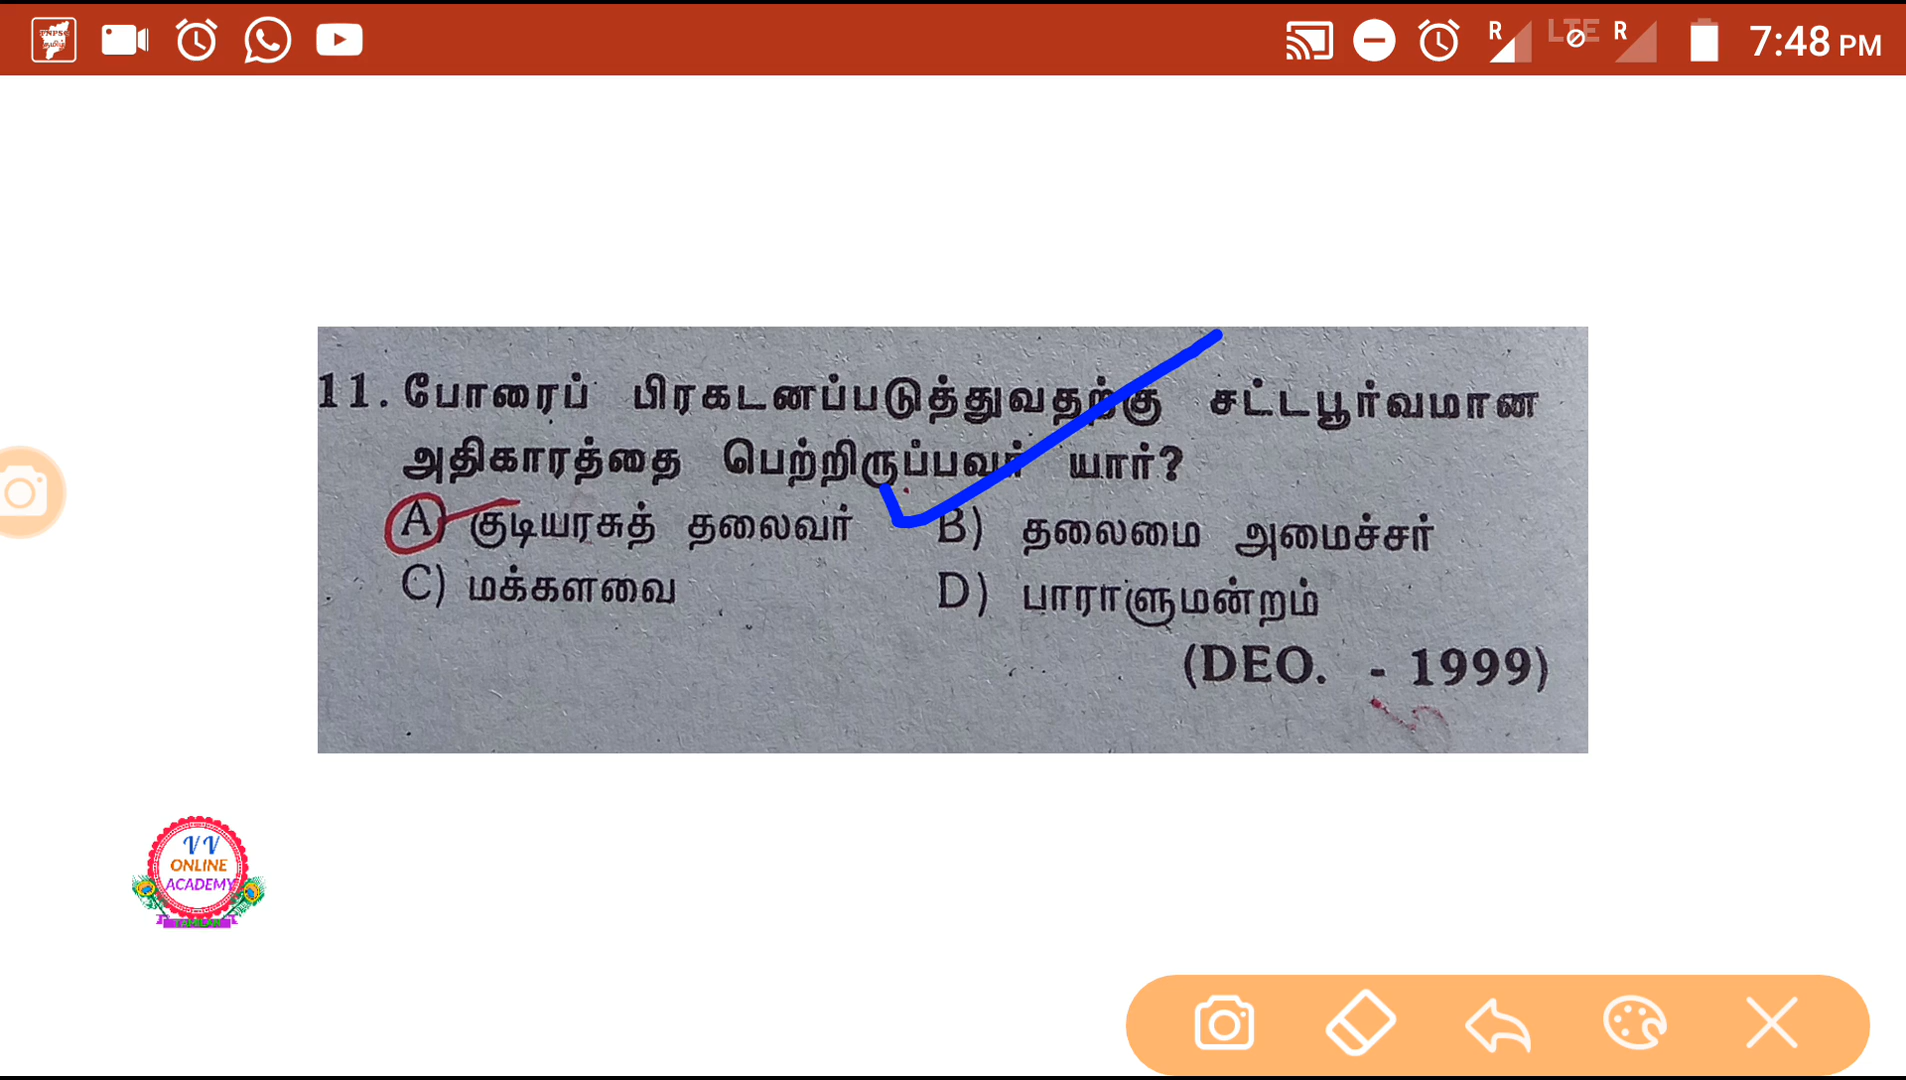 R LTE R 7:48 PM
11. போரைப் பிரகடனப்படுத்துவதற்கு சட்டபூர்வமான
அதிகாரத்தை பெற்றிருப்பவர் யார்?
A) குடியரசுத் தலைவர் B) தலைமை அமைச்சர்
C) மக்களவை D) பாராளுமன்றம்
(DEO. - 1999)
VV
ONLINE
ACADEMY